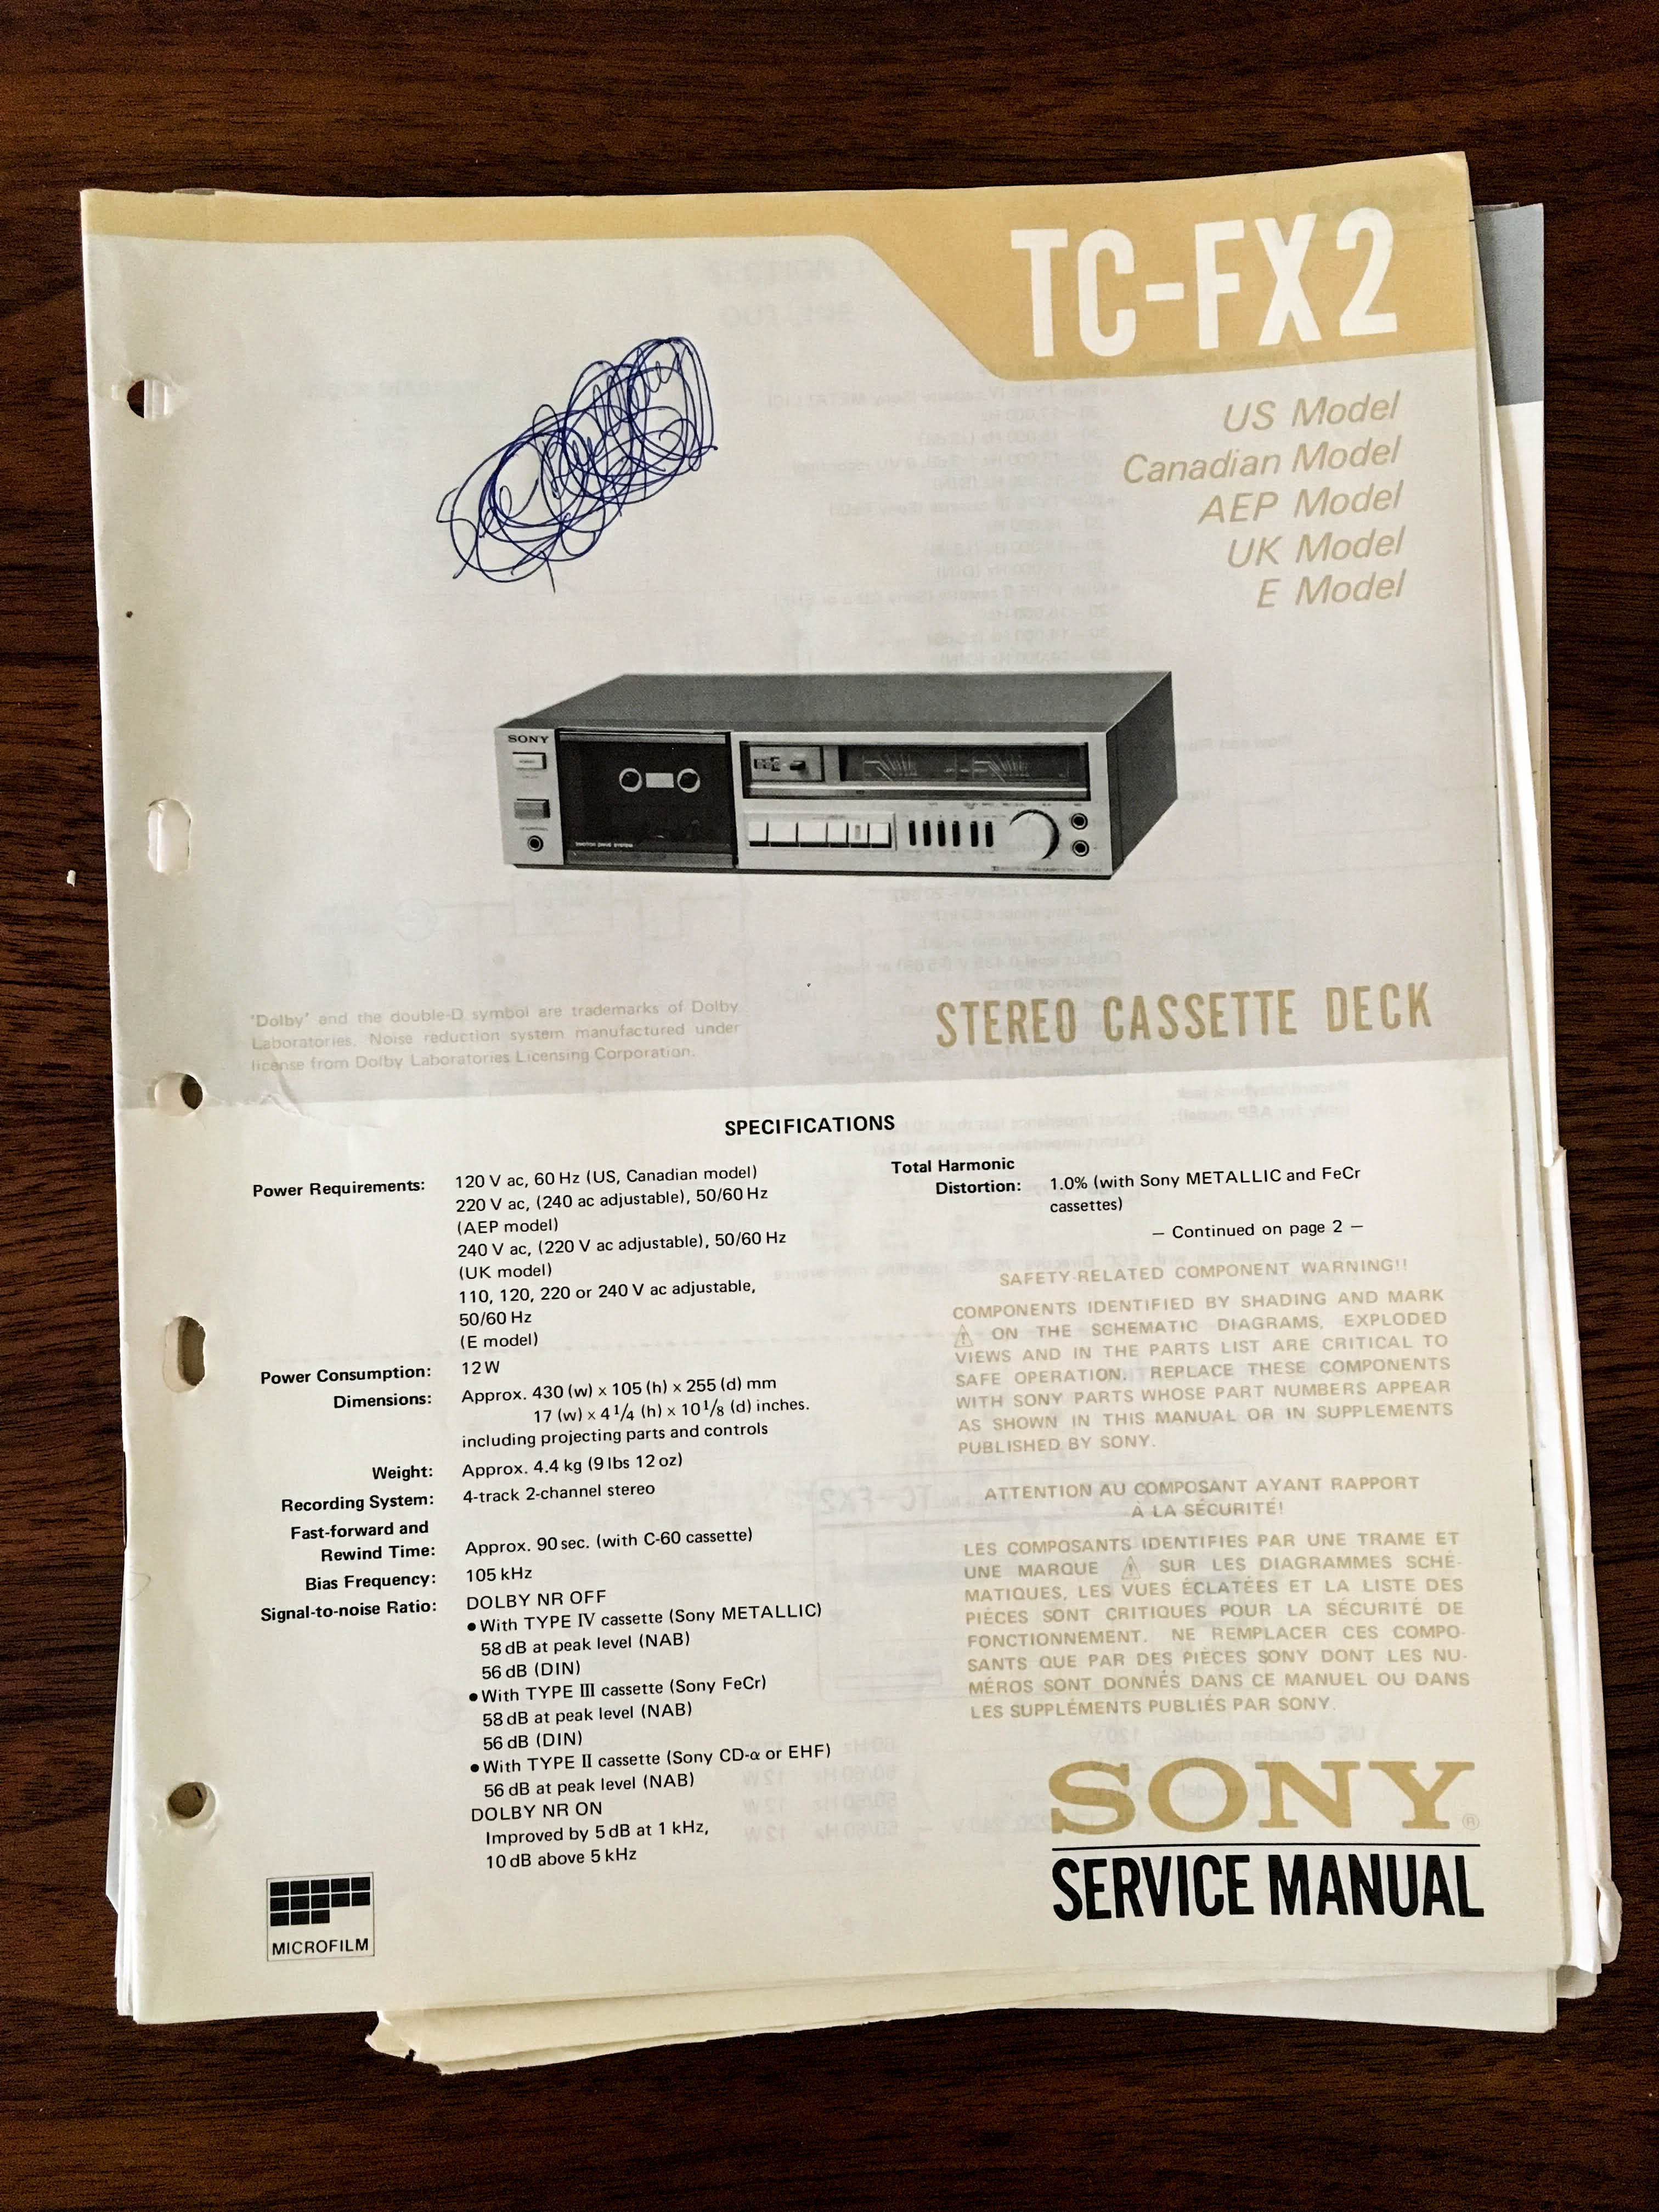 TC-FX2
US Model
Canadian Model
AEP Model
UK Model
E Model
SONY
'Dolby' and the double-D symbol are trademarks of Dolby
Laboratories. Noise reduction system manufactured under
license from Dolby Laboratories Licensing Corporation.
STEREO CASSETTE DECK
SPECIFICATIONS
Power Requirements: 120 V ac, 60 Hz (US, Canadian model)
220 V ac, (240 ac adjustable), 50/60 Hz
(AEP model)
240 V ac, (220 V ac adjustable), 50/60 Hz
(UK model)
110, 120, 220 or 240 V ac adjustable,
50/60 Hz
(E model)
Power Consumption: 12 W
Dimensions: Approx. 430 (w) x 105 (h) x 255 (d) mm
17 (w) x 4 1/4 (h) x 10 1/8 (d) inches.
including projecting parts and controls
Weight: Approx. 4.4 kg (9 lbs 12 oz)
Recording System: 4-track 2-channel stereo
Fast-forward and
Rewind Time: Approx. 90 sec. (with C-60 cassette)
Bias Frequency: 105 kHz
Signal-to-noise Ratio: DOLBY NR OFF
● With TYPE IV cassette (Sony METALLIC)
58 dB at peak level (NAB)
56 dB (DIN)
● With TYPE III cassette (Sony FeCr)
58 dB at peak level (NAB)
56 dB (DIN)
● With TYPE II cassette (Sony CD-α or EHF)
56 dB at peak level (NAB)
DOLBY NR ON
Improved by 5 dB at 1 kHz,
10 dB above 5 kHz
MICROFILM
Total Harmonic
Distortion: 1.0% (with Sony METALLIC and FeCr
cassettes)
— Continued on page 2 —
SAFETY-RELATED COMPONENT WARNING!!
COMPONENTS IDENTIFIED BY SHADING AND MARK
⚠ ON THE SCHEMATIC DIAGRAMS, EXPLODED
VIEWS AND IN THE PARTS LIST ARE CRITICAL TO
SAFE OPERATION. REPLACE THESE COMPONENTS
WITH SONY PARTS WHOSE PART NUMBERS APPEAR
AS SHOWN IN THIS MANUAL OR IN SUPPLEMENTS
PUBLISHED BY SONY.
ATTENTION AU COMPOSANT AYANT RAPPORT
À LA SÉCURITÉ!
LES COMPOSANTS IDENTIFIES PAR UNE TRAME ET
UNE MARQUE ⚠ SUR LES DIAGRAMMES SCHÉ-
MATIQUES, LES VUES ÉCLATÉES ET LA LISTE DES
PIÈCES SONT CRITIQUES POUR LA SÉCURITÉ DE
FONCTIONNEMENT. NE REMPLACER CES COMPO-
SANTS QUE PAR DES PIÈCES SONY DONT LES NU-
MÉROS SONT DONNÉS DANS CE MANUEL OU DANS
LES SUPPLÉMENTS PUBLIÉS PAR SONY.
SONY®
SERVICE MANUAL